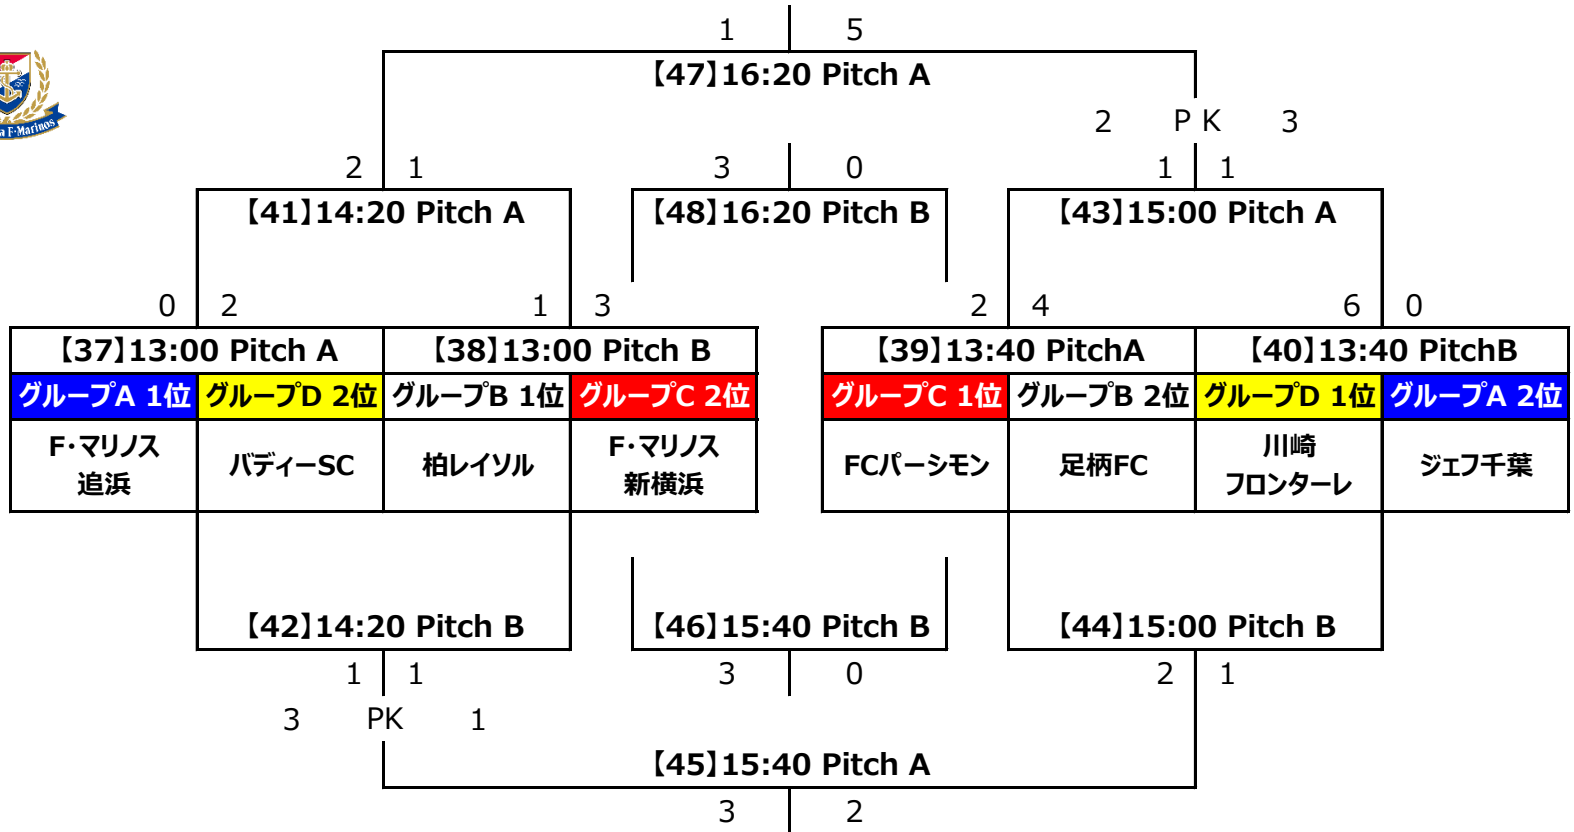 1 5
【47】16:20 Pitch A
a F·Marinos
2 PK 3
2 1 3 0 1 1
【41】14:20 Pitch A 【48】16:20 Pitch B 【43】15:00 Pitch A
0 2 1 3 2 4 6 0
【37】13:00 Pitch A 【38】13:00 Pitch B 【39】13:40 PitchA 【40】13:40 PitchB
グループA 1位 グループD 2位 グループB 1位 グループC 2位 グループC 1位 グループB 2位 グループD 1位 グループA 2位
F・マリノス
追浜
バディーSC
柏レイソル
F・マリノス
新横浜
FCパーシモン
足柄FC
川崎
フロンターレ
ジェフ千葉
【42】14:20 Pitch B 【46】15:40 Pitch B 【44】15:00 Pitch B
1 1 3 0 2 1
3 PK 1
【45】15:40 Pitch A
3 2